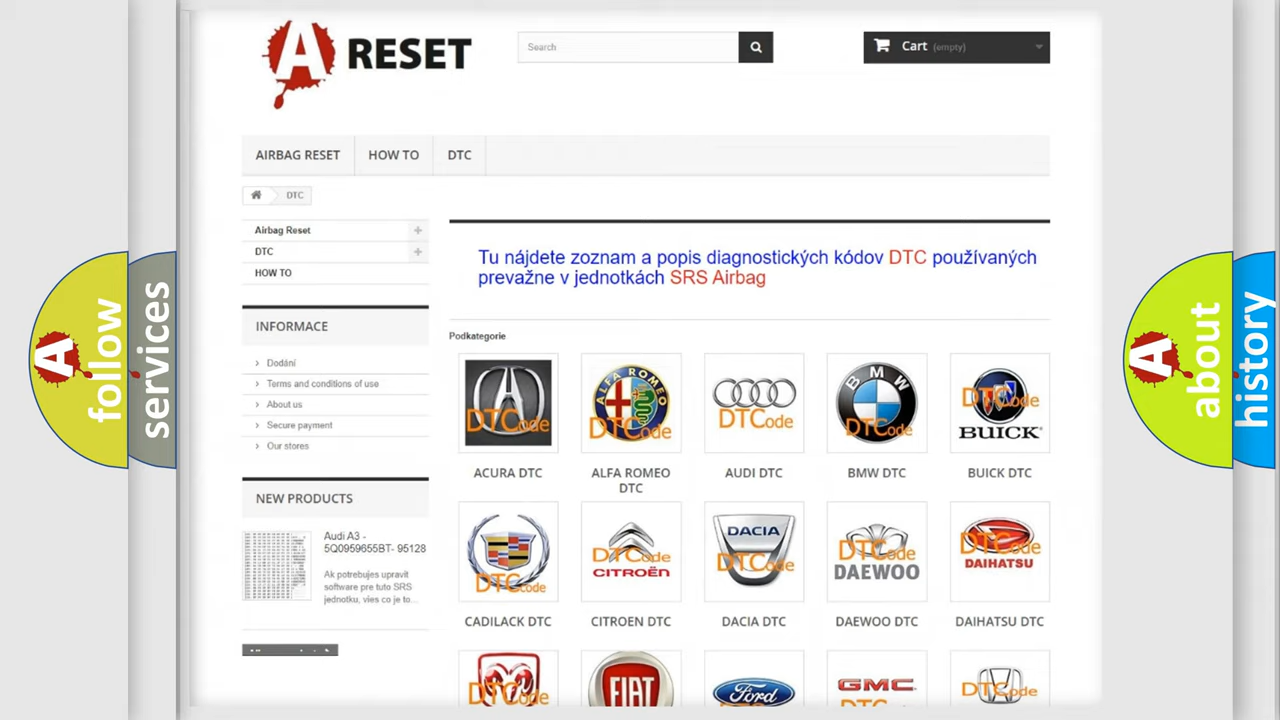 A RESET
Search
Cart (empty)
AIRBAG RESET
HOW TO
DTC
DTC
Airbag Reset
DTC
HOW TO
Tu nájdete zoznam a popis diagnostických kódov DTC používaných
prevažne v jednotkách SRS Airbag
INFORMACE
Dodání
Terms and conditions of use
About us
Secure payment
Our stores
NEW PRODUCTS
Audi A3 -
5Q0959655BT- 95128
Ak potrebujes upravit
software pre tuto SRS
jednotku, vies co je to...
Podkategorie
DTCode
ALFA ROMEO
DTCode
DTCode
BMW
DTCode
DTCode
BUICK
ACURA DTC
ALFA ROMEO
DTC
AUDI DTC
BMW DTC
BUICK DTC
DTCode
DTCode
CITROËN
DACIA
DTCode
DTCode
DAEWOO
DTCode
DAIHATSU
CADILACK DTC
CITROEN DTC
DACIA DTC
DAEWOO DTC
DAIHATSU DTC
DTCode
FIAT
Ford
GMC
DTCode
A follow
services
A about
history